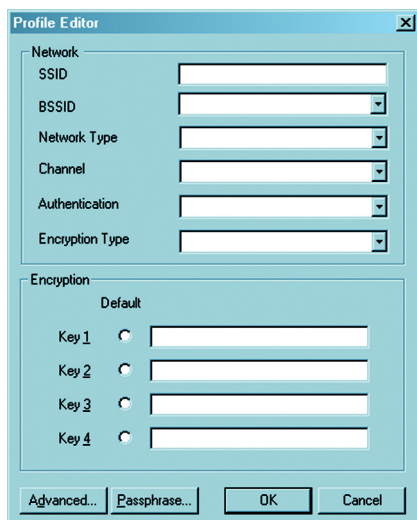 Profile Editor
Network
SSID
BSSID
Network Type
Channel
Authentication
Encryption Type
Encryption
Default
Key 1
Key 2
Key 3
Key 4
Advanced... Passphrase... OK Cancel